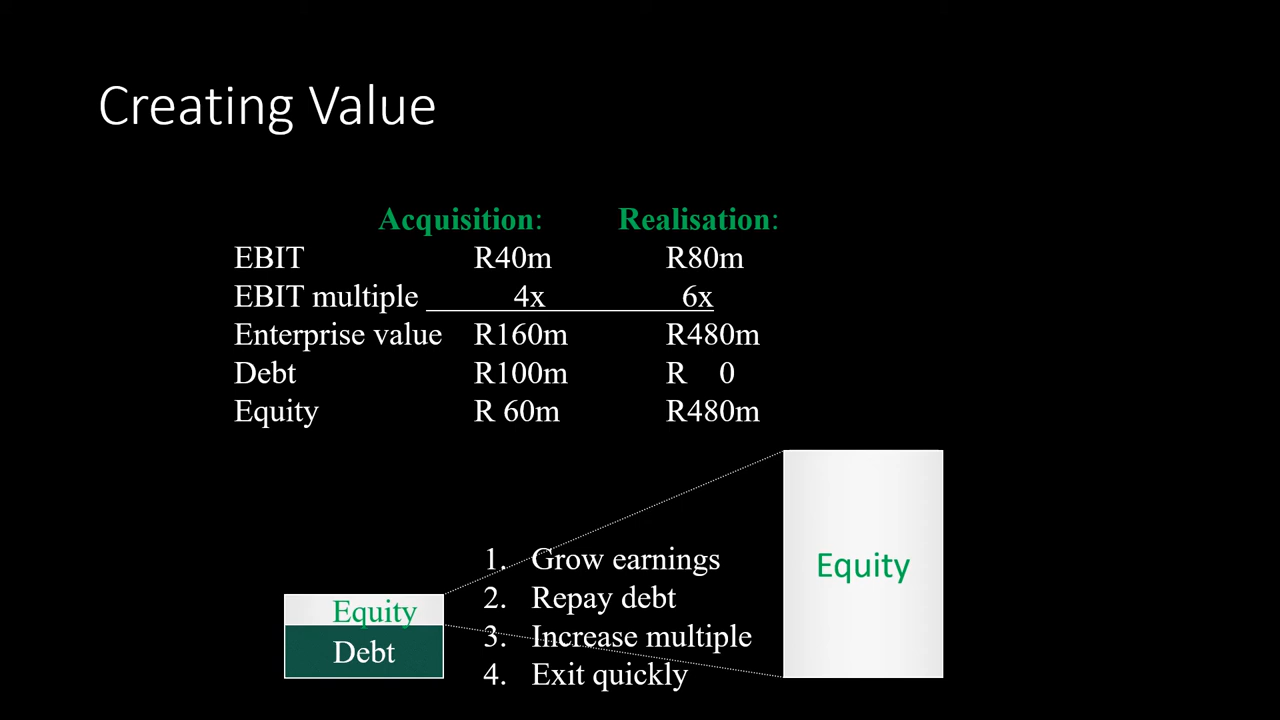 Creating Value
Acquisition: Realisation:
EBIT R40m R80m
EBIT multiple 4x 6x
Enterprise value R160m R480m
Debt R100m R 0
Equity R 60m R480m
1. Grow earnings
2. Repay debt
3. Increase multiple
4. Exit quickly
Equity
Debt
Equity